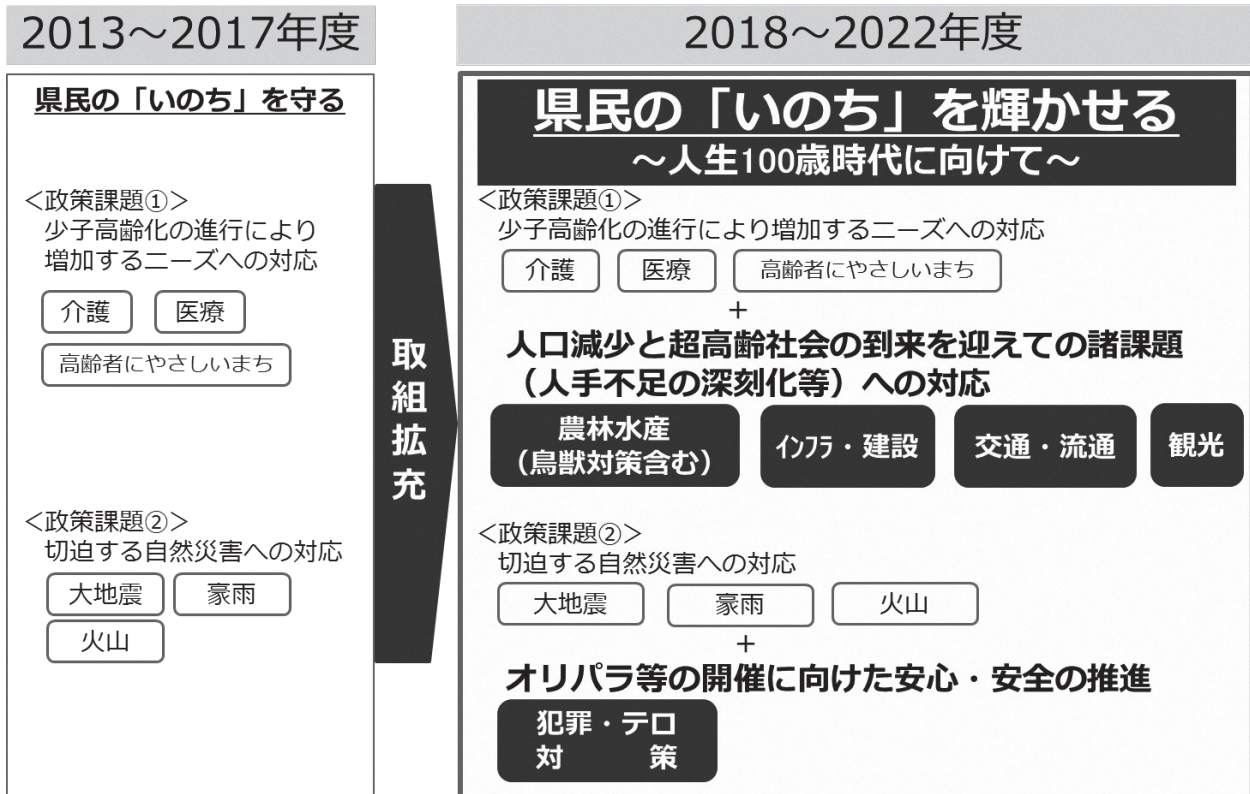 2013～2017年度
県民の「いのち」を守る
＜政策課題①＞
少子高齢化の進行により
増加するニーズへの対応
介護
医療
高齢者にやさしいまち
＜政策課題②＞
切迫する自然災害への対応
大地震
豪雨
火山
取組拡充
2018～2022年度
県民の「いのち」を輝かせる
～人生100歳時代に向けて～
＜政策課題①＞
少子高齢化の進行により増加するニーズへの対応
介護
医療
高齢者にやさしいまち
＋
人口減少と超高齢社会の到来を迎えての諸課題
（人手不足の深刻化等）への対応
農林水産
（鳥獣対策含む）
ｲﾝﾌﾗ・建設
交通・流通
観光
＜政策課題②＞
切迫する自然災害への対応
大地震
豪雨
火山
＋
オリパラ等の開催に向けた安心・安全の推進
犯罪・テロ
対　　策